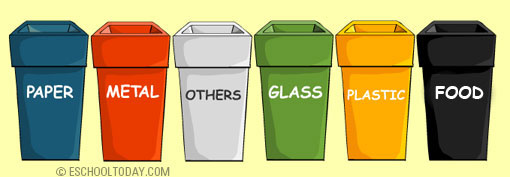 PAPER
METAL
OTHERS
GLASS
PLASTIC
FOOD
© ESCHOOLTODAY.COM